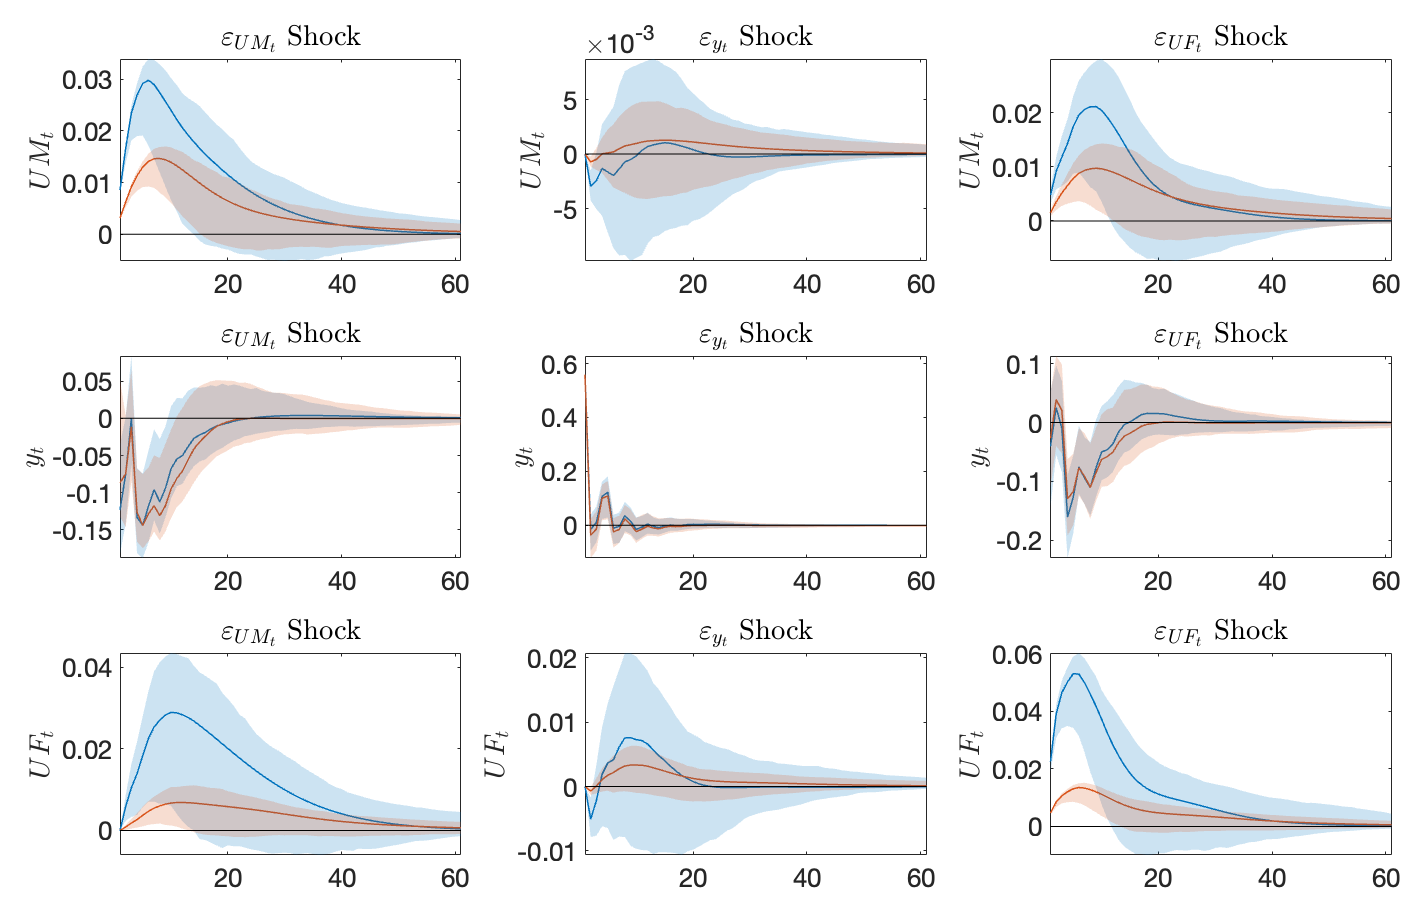 ε_{UM_t} Shock
0.03
0.02
0.01
0
UM_t
20 40 60
×10^{-3} ε_{y_t} Shock
5
0
-5
UM_t
20 40 60
ε_{UF_t} Shock
0.02
0.01
0
UM_t
20 40 60
ε_{UM_t} Shock
0.05
0
-0.05
-0.1
-0.15
y_t
20 40 60
ε_{y_t} Shock
0.6
0.4
0.2
0
y_t
20 40 60
ε_{UF_t} Shock
0.1
0
-0.1
-0.2
y_t
20 40 60
ε_{UM_t} Shock
0.04
0.02
0
UF_t
20 40 60
ε_{y_t} Shock
0.02
0.01
0
-0.01
UF_t
20 40 60
ε_{UF_t} Shock
0.06
0.04
0.02
0
UF_t
20 40 60